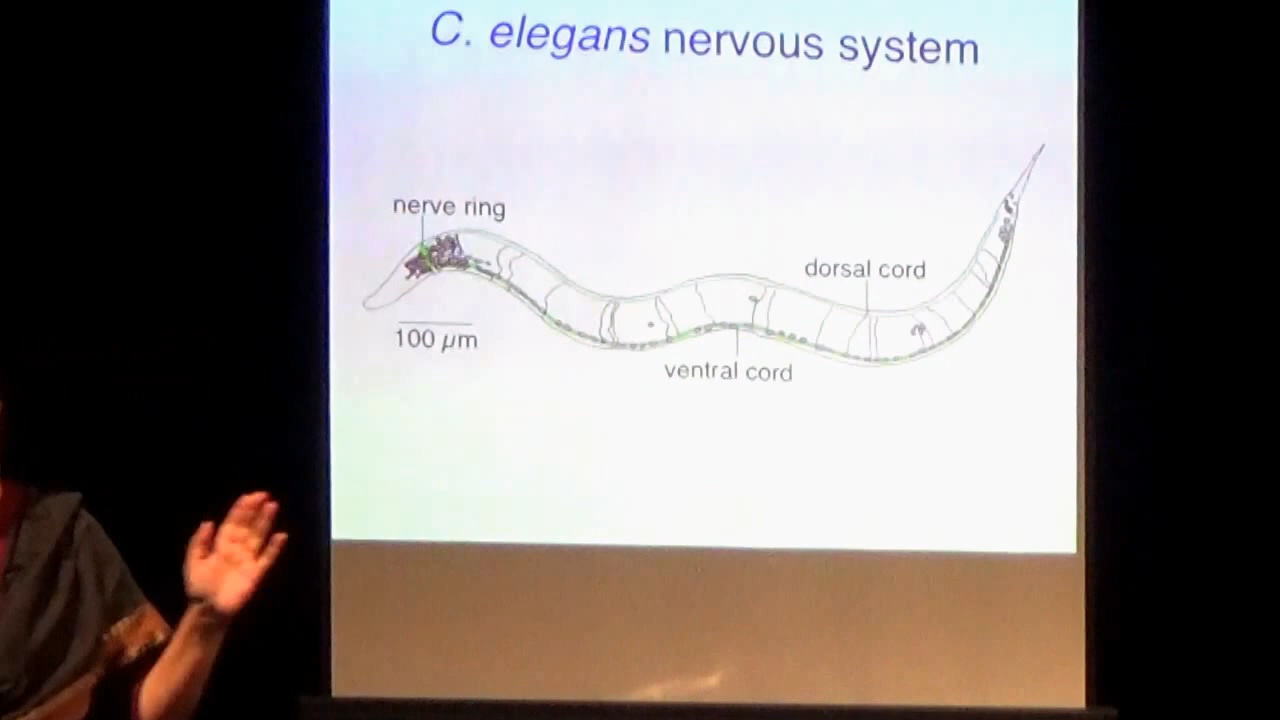 C. elegans nervous system
nerve ring
dorsal cord
100 µm
ventral cord